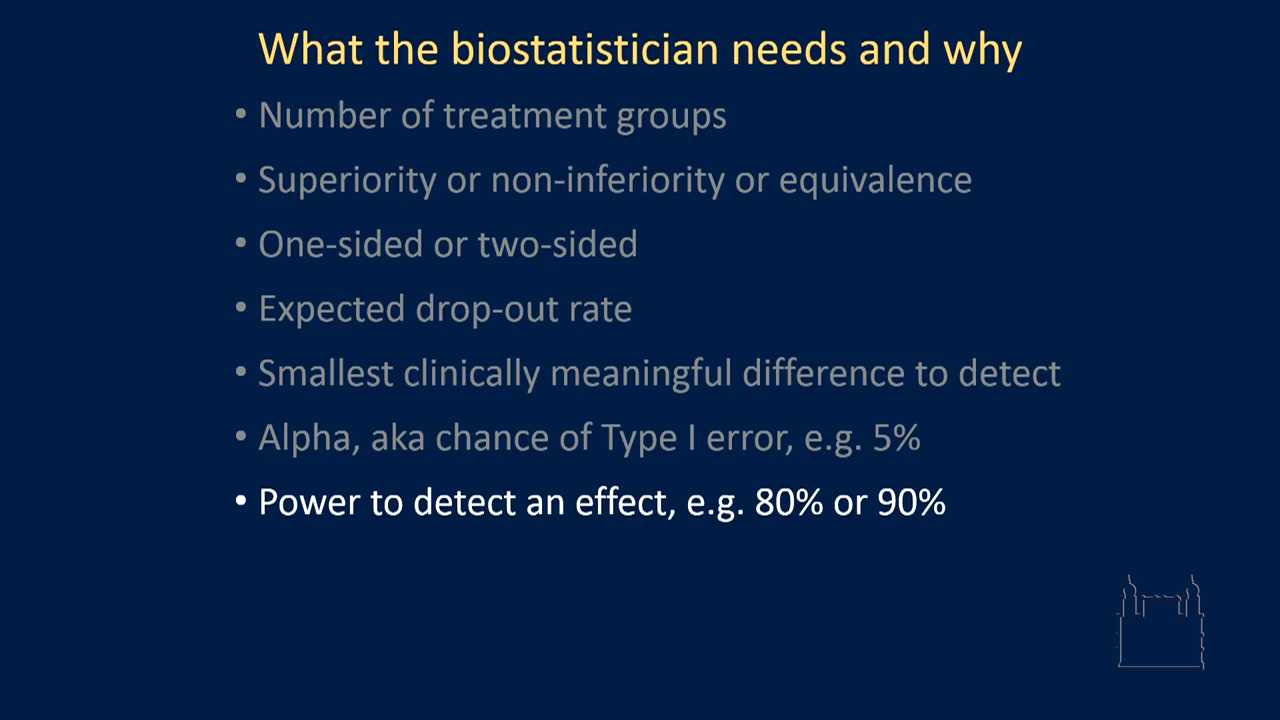 What the biostatistician needs and why
• Number of treatment groups
• Superiority or non-inferiority or equivalence
• One-sided or two-sided
• Expected drop-out rate
• Smallest clinically meaningful difference to detect
• Alpha, aka chance of Type I error, e.g. 5%
• Power to detect an effect, e.g. 80% or 90%